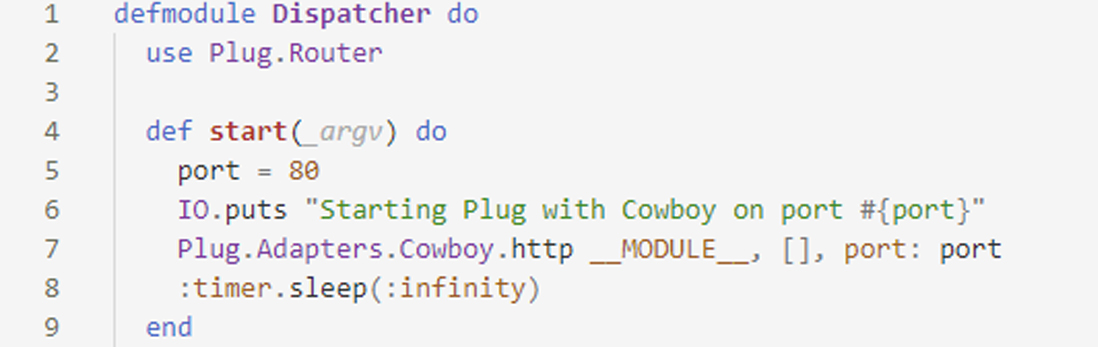 1 defmodule Dispatcher do
2 use Plug.Router
3
4 def start(_argv) do
5 port = 80
6 IO.puts "Starting Plug with Cowboy on port #{port}"
7 Plug.Adapters.Cowboy.http __MODULE__, [], port: port
8 :timer.sleep(:infinity)
9 end